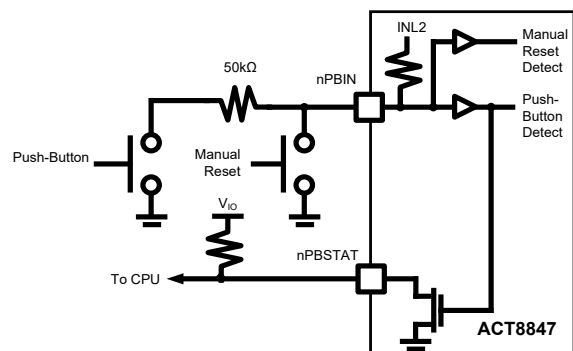 INL2
Manual
Reset
Detect
50kΩ
nPBIN
Push-
Button
Detect
Push-Button
Manual
Reset
VIO
nPBSTAT
To CPU
ACT8847